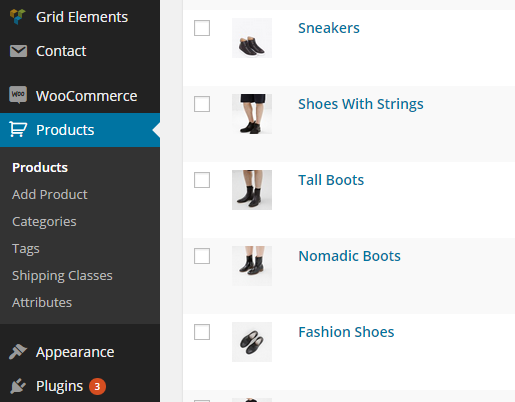 Grid Elements
Contact
WOO
WooCommerce
Products
Products
Add Product
Categories
Tags
Shipping Classes
Attributes
Appearance
Plugins 3
Sneakers
Shoes With Strings
Tall Boots
Nomadic Boots
Fashion Shoes